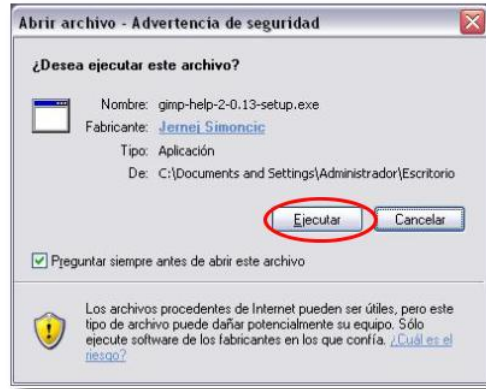 Abrir archivo - Advertencia de seguridad
¿Desea ejecutar este archivo?
Nombre: gimp-help-2-0.13-setup.exe
Fabricante: Jernej Simoncic
Tipo: Aplicación
De: C:\Documents and Settings\Administrador\Escritorio
Ejecutar Cancelar
Preguntar siempre antes de abrir este archivo
Los archivos procedentes de Internet pueden ser útiles, pero este
tipo de archivo puede dañar potencialmente su equipo. Sólo
ejecute software de los fabricantes en los que confía. ¿Cuál es el
riesgo?